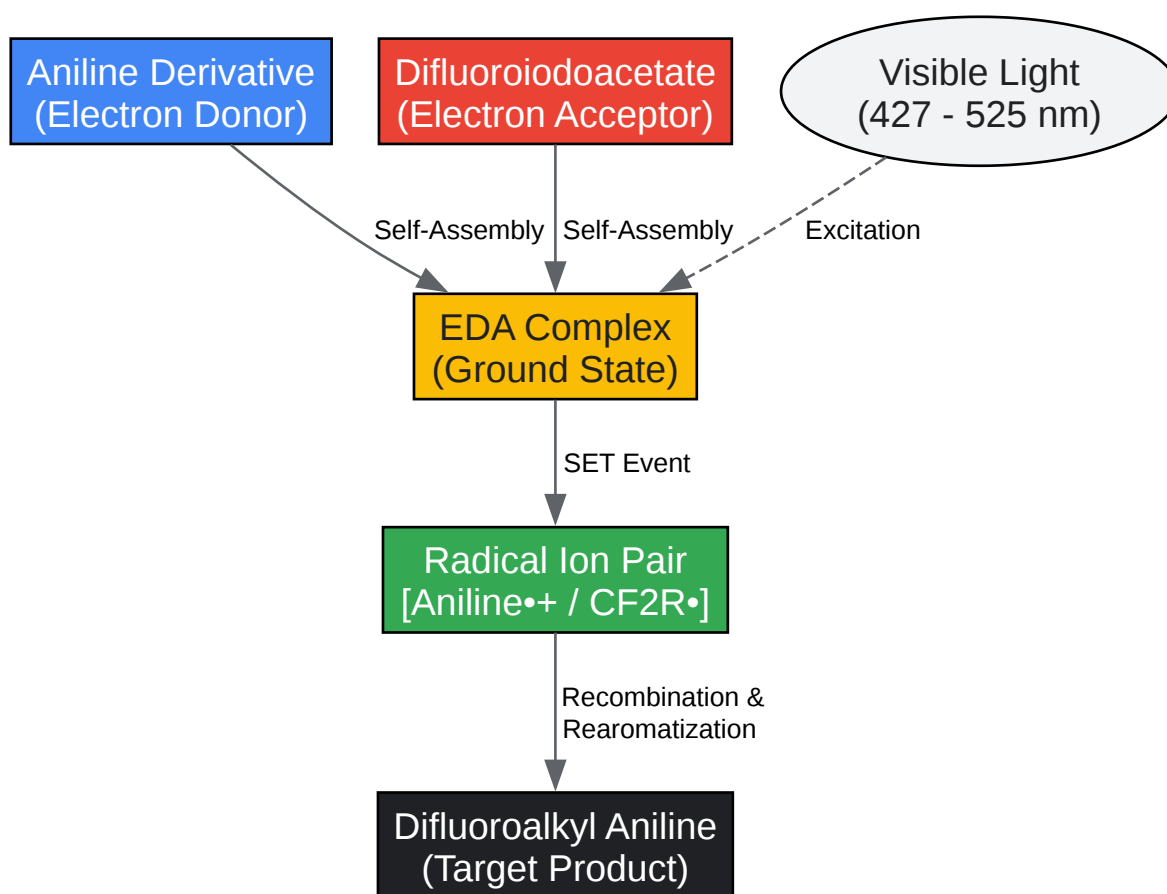 Aniline Derivative
(Electron Donor)
Difluoroiodoacetate
(Electron Acceptor)
Visible Light
(427 - 525 nm)
Self-Assembly
Self-Assembly
Excitation
EDA Complex
(Ground State)
SET Event
Radical Ion Pair
[Aniline•+ / CF2R•]
Recombination &
Rearomatization
Difluoroalkyl Aniline
(Target Product)